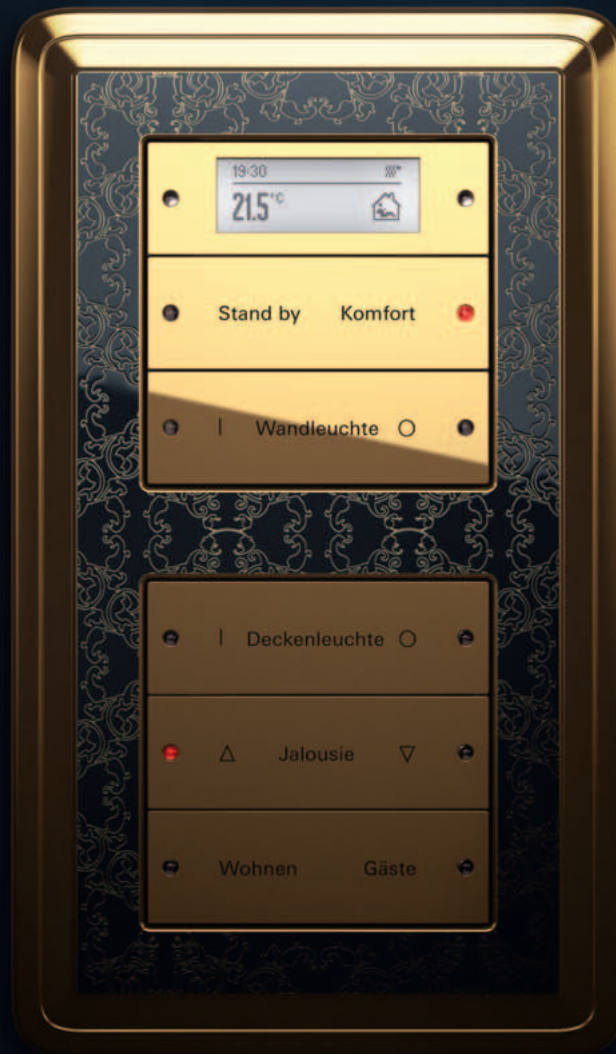 19:30
21.5°C
Stand by Komfort
I Wandleuchte O
I Deckenleuchte O
△ Jalousie ▽
Wohnen Gäste